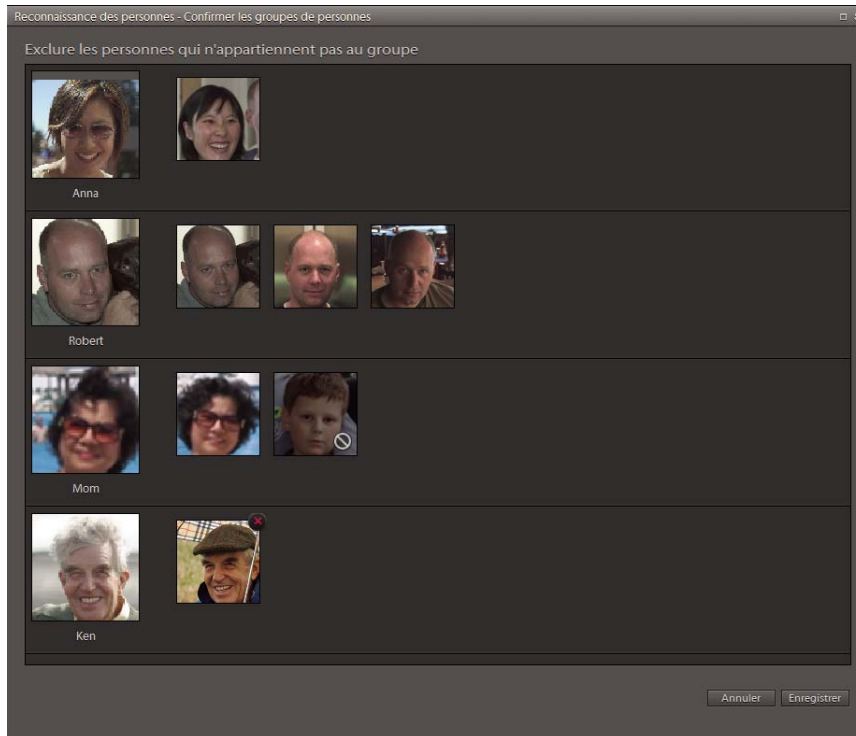 Reconnaissance des personnes - Confirmer les groupes de personnes
Exclure les personnes qui n'appartiennent pas au groupe
Anna
Robert
Mom
Ken
Annuler Enregistrer